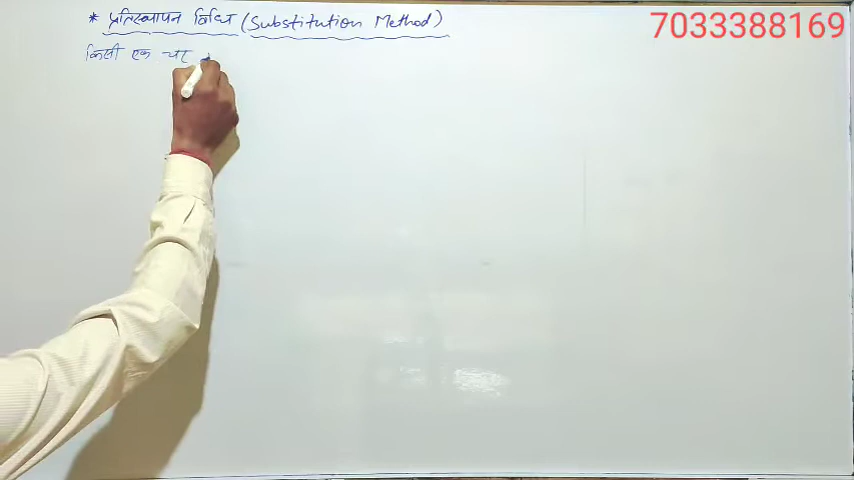 * प्रतिस्थापन विधि (Substitution Method)
7033388169
किसी एक चर